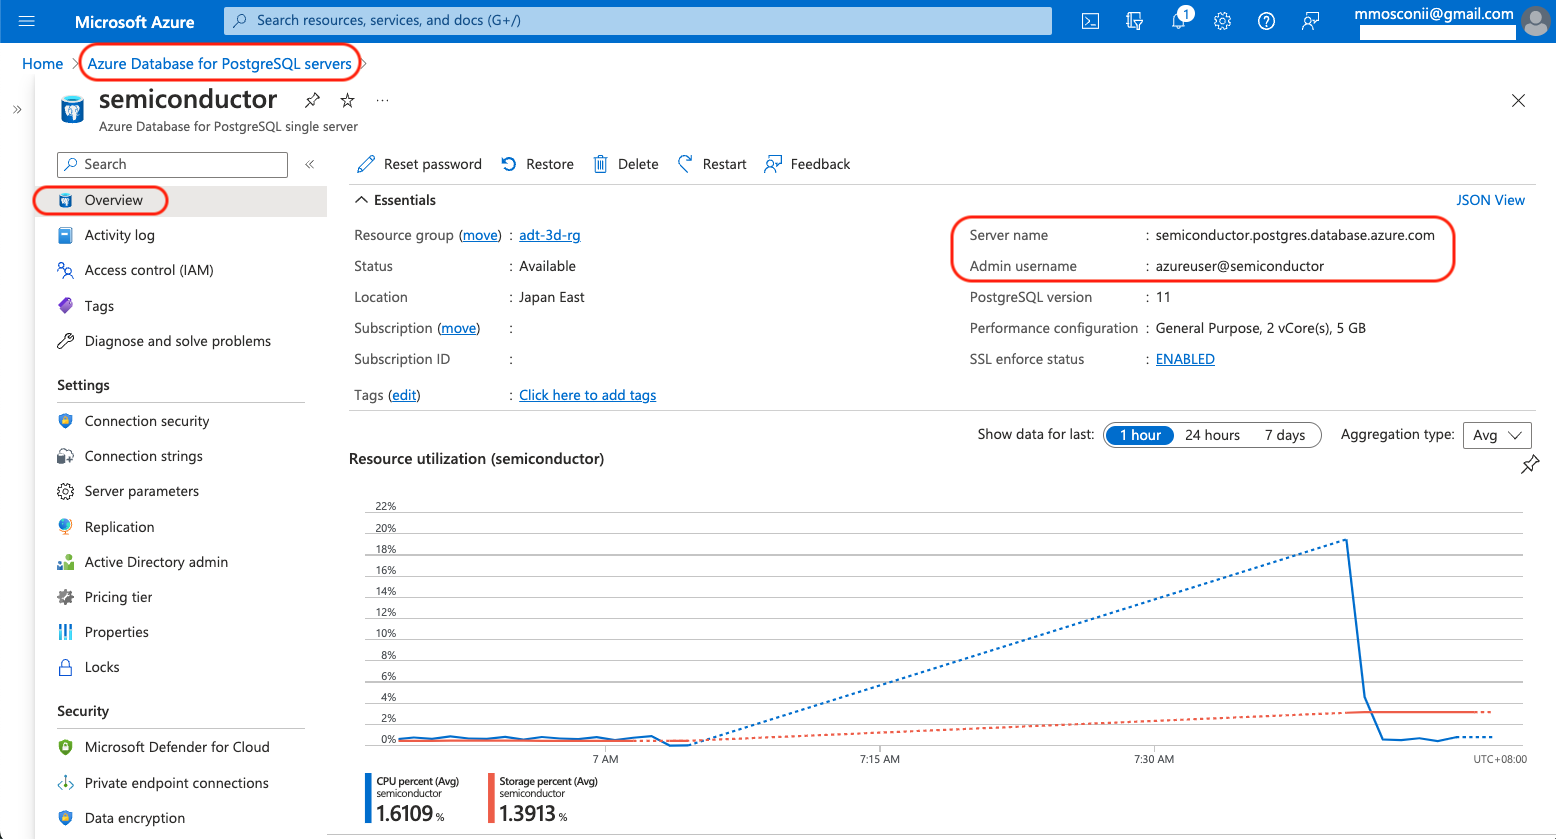 Microsoft Azure
Search resources, services, and docs (G+/)
1
mmosconii@gmail.com
Home > Azure Database for PostgreSQL servers >
semiconductor
Azure Database for PostgreSQL single server
Search
Overview
Activity log
Access control (IAM)
Tags
Diagnose and solve problems
Settings
Connection security
Connection strings
Server parameters
Replication
Active Directory admin
Pricing tier
Properties
Locks
Security
Microsoft Defender for Cloud
Private endpoint connections
Data encryption
Reset password Restore Delete Restart Feedback
Essentials
JSON View
Resource group (move) : adt-3d-rg
Status : Available
Location : Japan East
Subscription (move) :
Subscription ID :
Tags (edit) : Click here to add tags
Server name : semiconductor.postgres.database.azure.com
Admin username : azureuser@semiconductor
PostgreSQL version : 11
Performance configuration : General Purpose, 2 vCore(s), 5 GB
SSL enforce status : ENABLED
Show data for last: 1 hour 24 hours 7 days Aggregation type: Avg
Resource utilization (semiconductor)
22%
20%
18%
16%
14%
12%
10%
8%
6%
4%
2%
0%
7 AM 7:15 AM 7:30 AM UTC+08:00
CPU percent (Avg)
semiconductor
1.6109 %
Storage percent (Avg)
semiconductor
1.3913 %